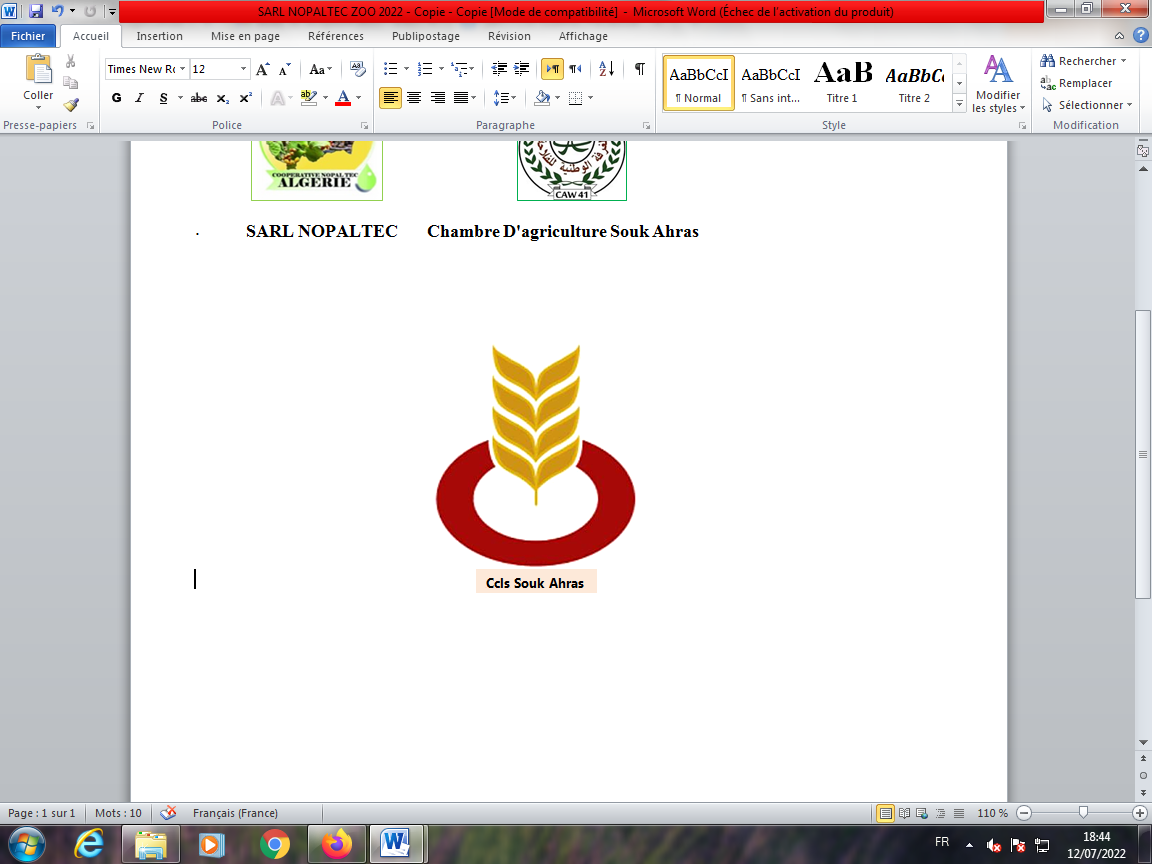 SARL NOPALTEC ZOO 2022 - Copie - Copie [Mode de compatibilité] - Microsoft Word (Échec de l'activation du produit)
Fichier Accueil Insertion Mise en page Références Publipostage Révision Affichage
Coller
Times New Ro 12
Aa
G I S abc x₂ x²
A
AaBbCcI AaBbCcI AaB AaBbCc
¶ Normal ¶ Sans int... Titre 1 Titre 2
Modifier les styles
Rechercher
Remplacer
Sélectionner
Presse-papiers Police Paragraphe Style Modification
COOPERATIVE NOPAL TEC
ALGERIE
CAW 41
. SARL NOPALTEC Chambre D'agriculture Souk Ahras
Ccls Souk Ahras
Page : 1 sur 1 Mots : 10 Français (France) 110 %
FR 18:44
12/07/2022